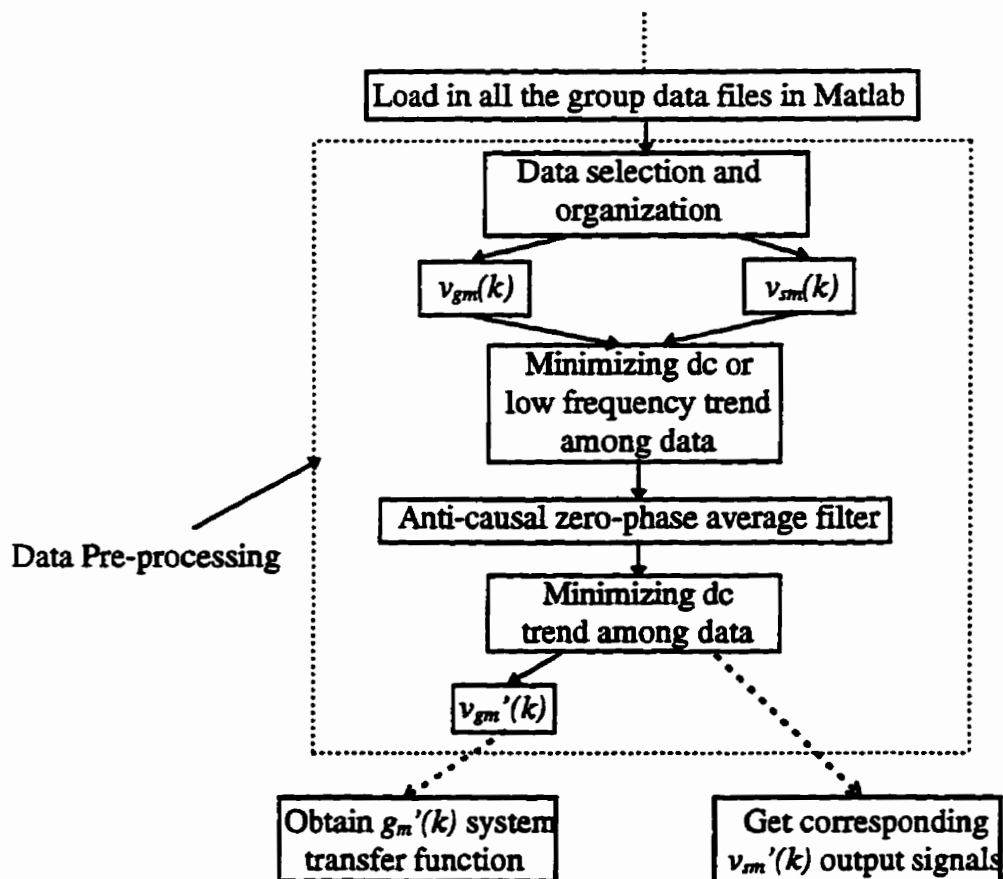 Load in all the group data files in Matlab
Data selection and
organization
v_gm(k)
v_sm(k)
Minimizing dc or
low frequency trend
among data
Anti-causal zero-phase average filter
Data Pre-processing
Minimizing dc
trend among data
v_gm'(k)
Obtain g_m'(k) system
transfer function
Get corresponding
v_sm'(k) output signals